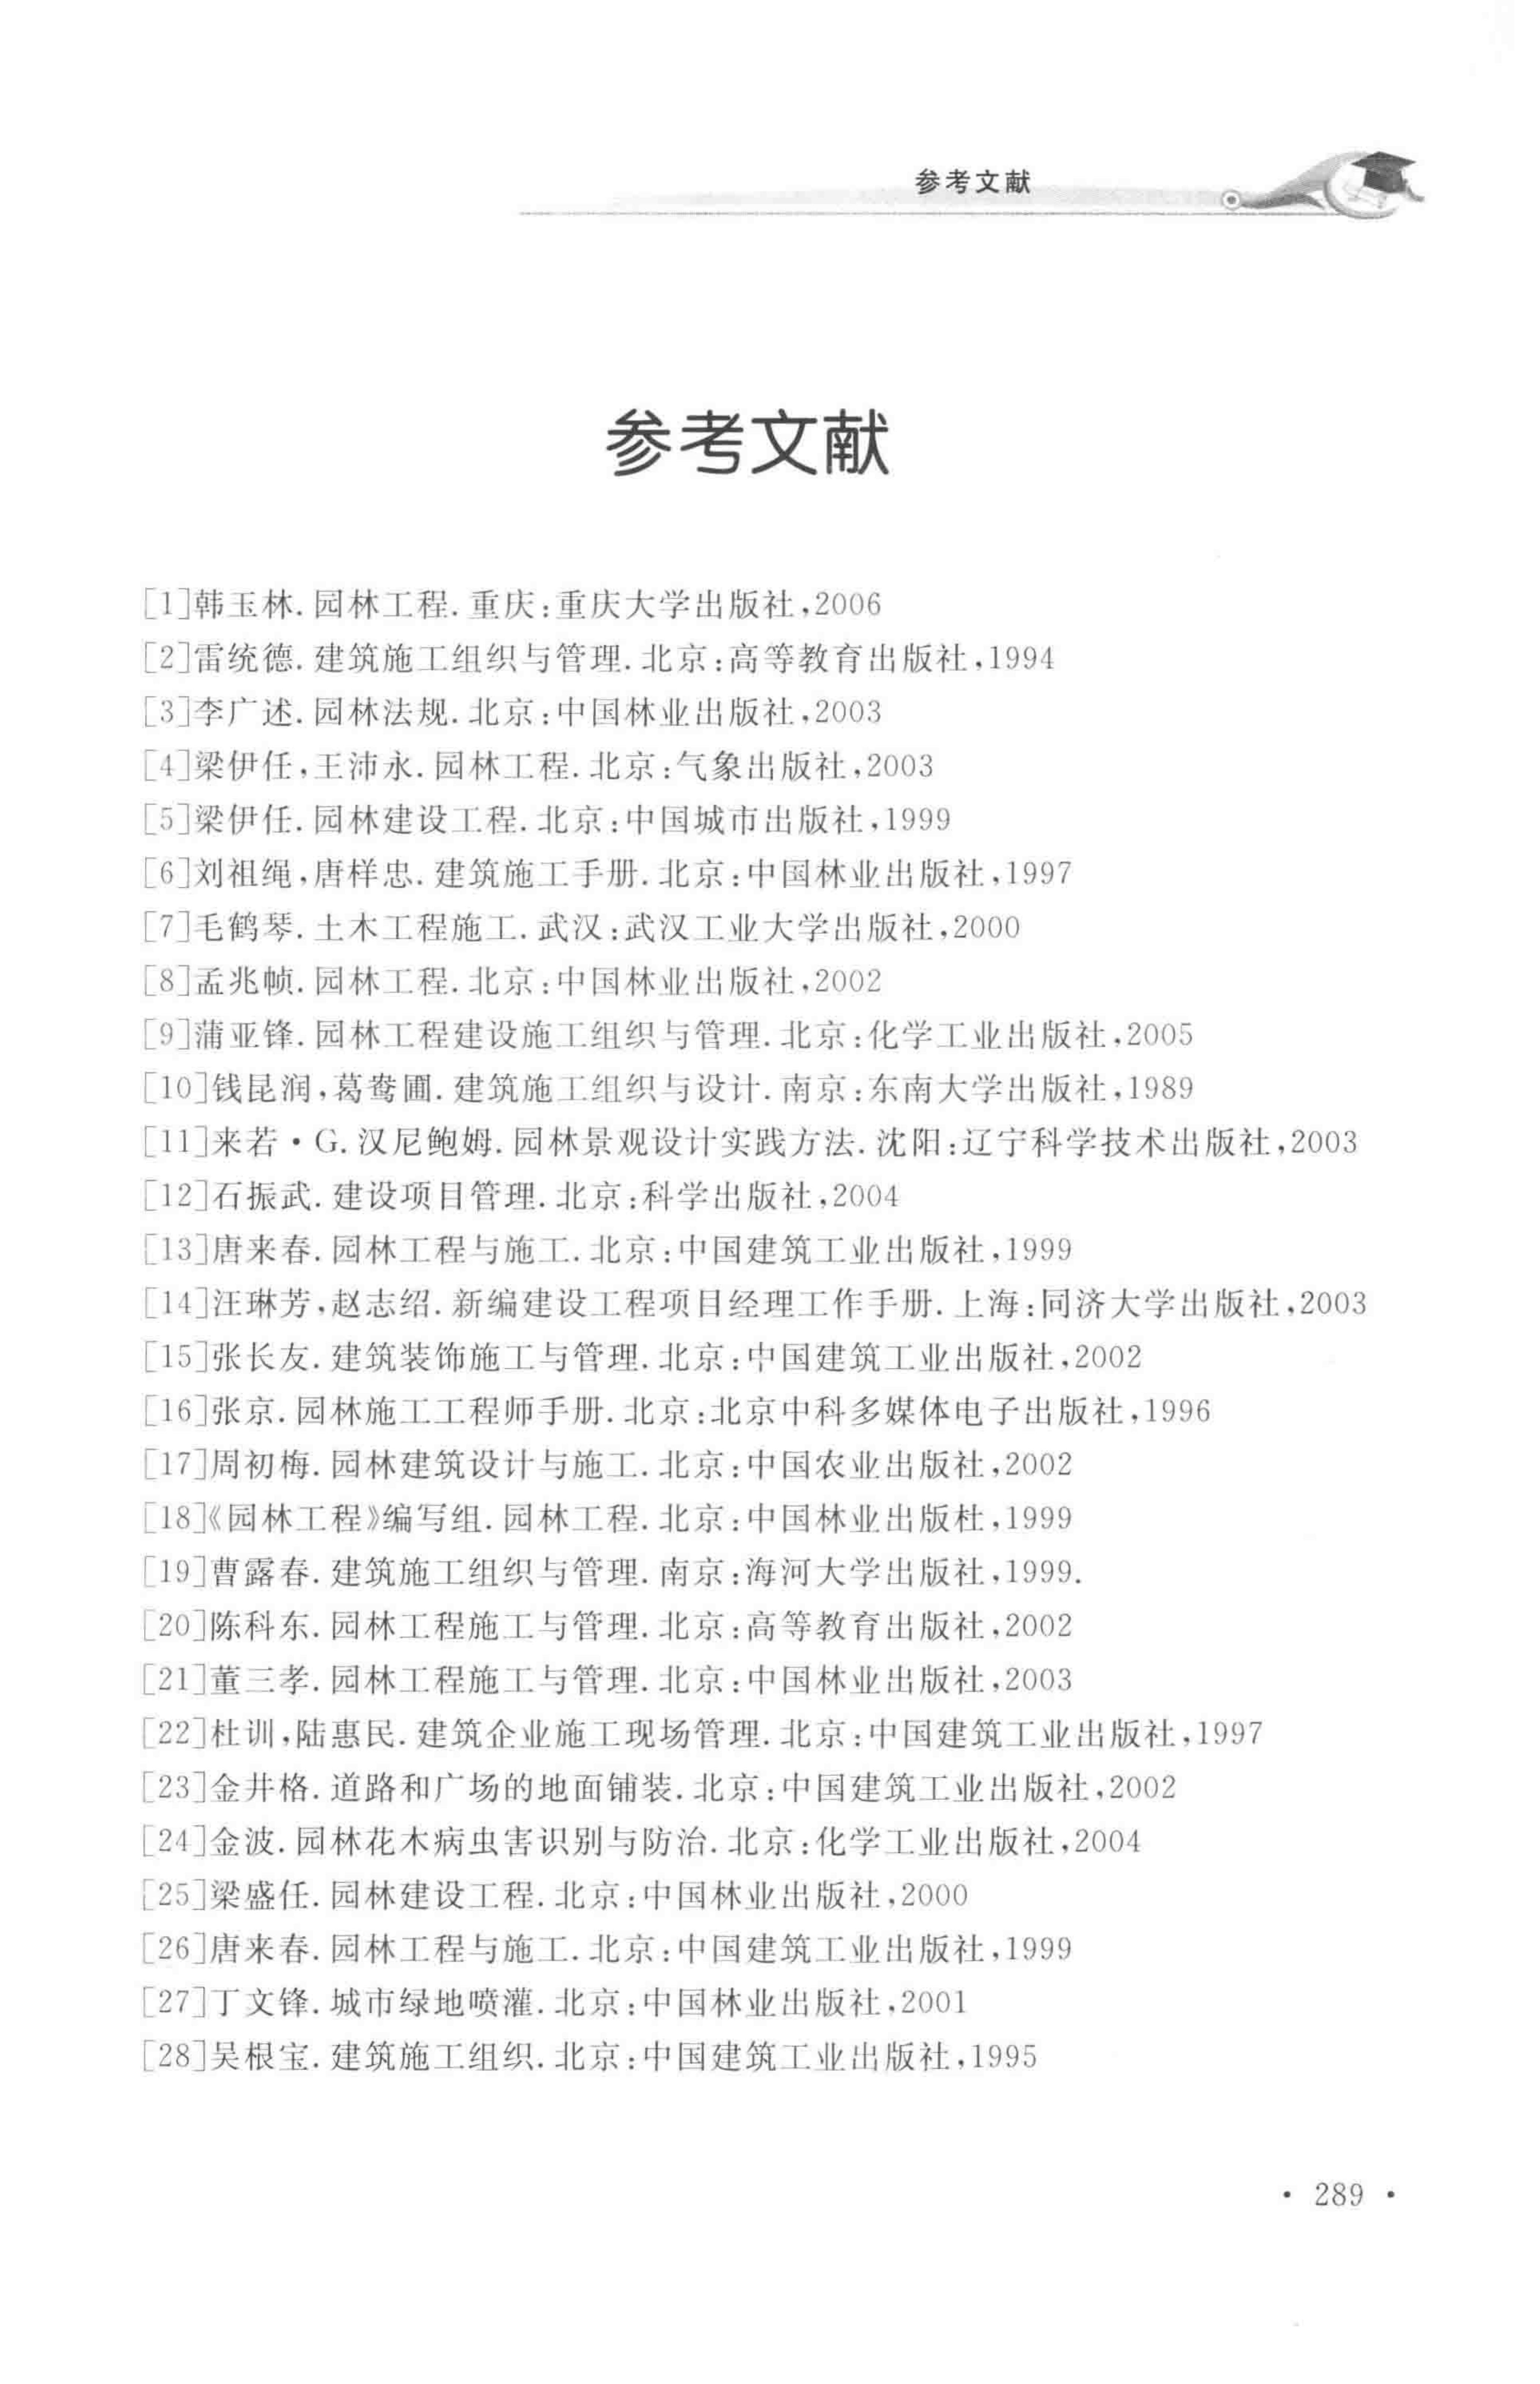 参考文献
参考文献
[1]韩玉林. 园林工程. 重庆:重庆大学出版社,2006
[2]雷统德. 建筑施工组织与管理. 北京:高等教育出版社,1994
[3]李广述. 园林法规. 北京:中国林业出版社,2003
[4]梁伊任,王沛永. 园林工程. 北京:气象出版社,2003
[5]梁伊任. 园林建设工程. 北京:中国城市出版社,1999
[6]刘祖绳,唐样忠. 建筑施工手册. 北京:中国林业出版社,1997
[7]毛鹤琴. 土木工程施工. 武汉:武汉工业大学出版社,2000
[8]孟兆帧. 园林工程. 北京:中国林业出版社,2002
[9]蒲亚锋. 园林工程建设施工组织与管理. 北京:化学工业出版社,2005
[10]钱昆润,葛鸯圃. 建筑施工组织与设计. 南京:东南大学出版社,1989
[11]来若·G. 汉尼鲍姆. 园林景观设计实践方法. 沈阳:辽宁科学技术出版社,2003
[12]石振武. 建设项目管理. 北京:科学出版社,2004
[13]唐来春. 园林工程与施工. 北京:中国建筑工业出版社,1999
[14]汪琳芳,赵志绍. 新编建设工程项目经理工作手册. 上海:同济大学出版社,2003
[15]张长友. 建筑装饰施工与管理. 北京:中国建筑工业出版社,2002
[16]张京. 园林施工工程师手册. 北京:北京中科多媒体电子出版社,1996
[17]周初梅. 园林建筑设计与施工. 北京:中国农业出版社,2002
[18]《园林工程》编写组. 园林工程. 北京:中国林业出版杜,1999
[19]曹露春. 建筑施工组织与管理. 南京:海河大学出版社,1999.
[20]陈科东. 园林工程施工与管理. 北京:高等教育出版社,2002
[21]董三孝. 园林工程施工与管理. 北京:中国林业出版社,2003
[22]杜训,陆惠民. 建筑企业施工现场管理. 北京:中国建筑工业出版社,1997
[23]金井格. 道路和广场的地面铺装. 北京:中国建筑工业出版社,2002
[24]金波. 园林花木病虫害识别与防治. 北京:化学工业出版社,2004
[25]梁盛任. 园林建设工程. 北京:中国林业出版社,2000
[26]唐来春. 园林工程与施工. 北京:中国建筑工业出版社,1999
[27]丁文锋. 城市绿地喷灌. 北京:中国林业出版社,2001
[28]吴根宝. 建筑施工组织. 北京:中国建筑工业出版社,1995
· 289 ·